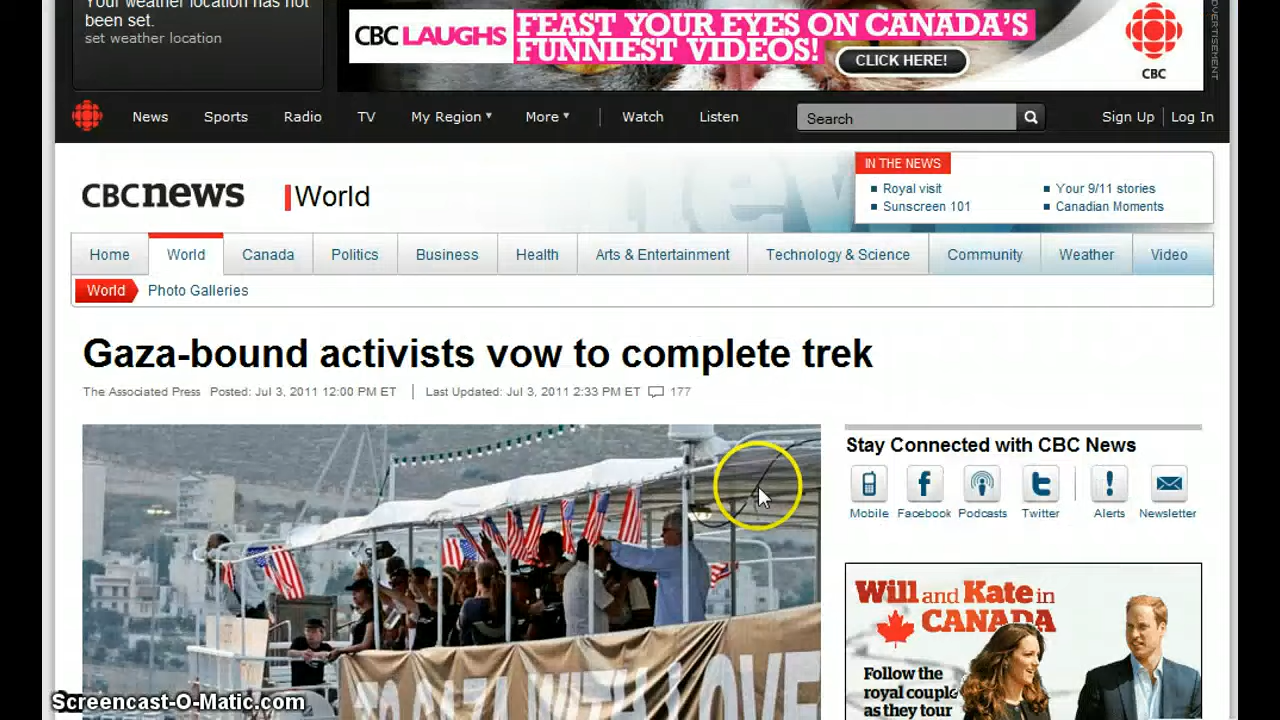 Your weather location has not
been set.
set weather location
CBC LAUGHS
FEAST YOUR EYES ON CANADA'S
FUNNIEST VIDEOS!
CLICK HERE!
CBC
ADVERTISEMENT
News Sports Radio TV My Region More Watch Listen Search Sign Up Log In
CBCnews World
IN THE NEWS
Royal visit
Your 9/11 stories
Sunscreen 101
Canadian Moments
Home World Canada Politics Business Health Arts & Entertainment Technology & Science Community Weather Video
World Photo Galleries
Gaza-bound activists vow to complete trek
The Associated Press Posted: Jul 3, 2011 12:00 PM ET | Last Updated: Jul 3, 2011 2:33 PM ET 177
TO GAZA WITH LOVE
Stay Connected with CBC News
Mobile Facebook Podcasts Twitter Alerts Newsletter
Will and Kate in
CANADA
Follow the
royal couple
as they tour
Screencast-O-Matic.com